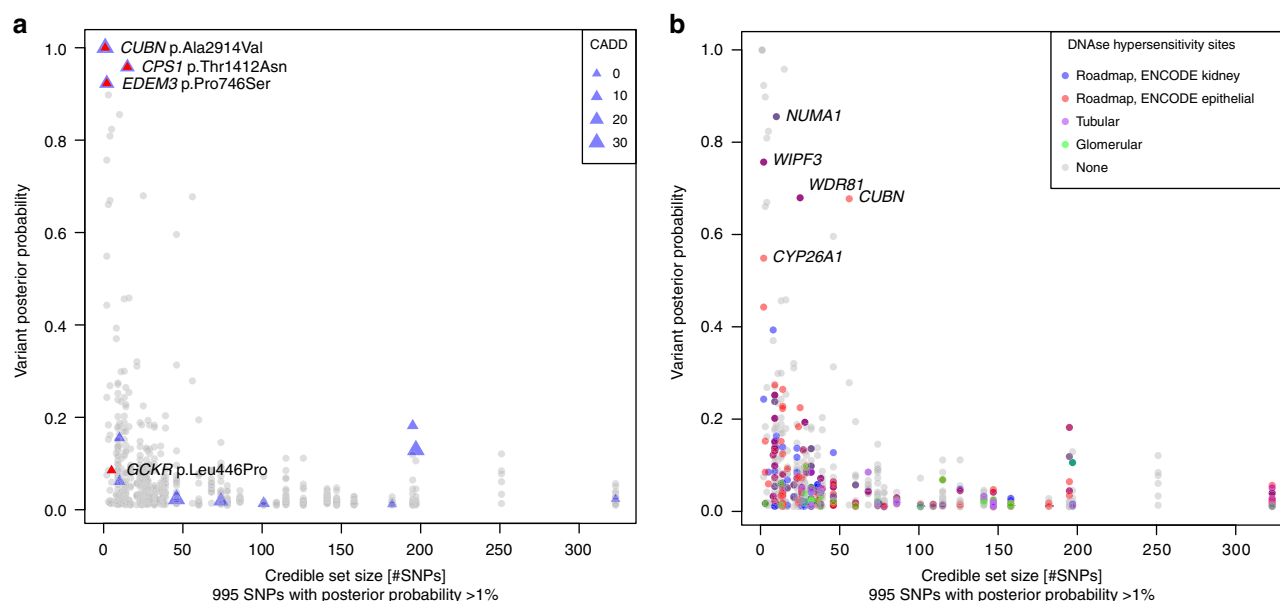 a
CUBN p.Ala2914Val
CPS1 p.Thr1412Asn
EDEM3 p.Pro746Ser
GCKR p.Leu446Pro
CADD
0
10
20
30
Variant posterior probability
1.0
0.8
0.6
0.4
0.2
0.0
0 50 100 150 200 250 300
Credible set size [#SNPs]
995 SNPs with posterior probability >1%
b
DNAse hypersensitivity sites
Roadmap, ENCODE kidney
Roadmap, ENCODE epithelial
Tubular
Glomerular
None
NUMA1
WIPF3
WDR81
CUBN
CYP26A1
Variant posterior probability
1.0
0.8
0.6
0.4
0.2
0.0
0 50 100 150 200 250 300
Credible set size [#SNPs]
995 SNPs with posterior probability >1%